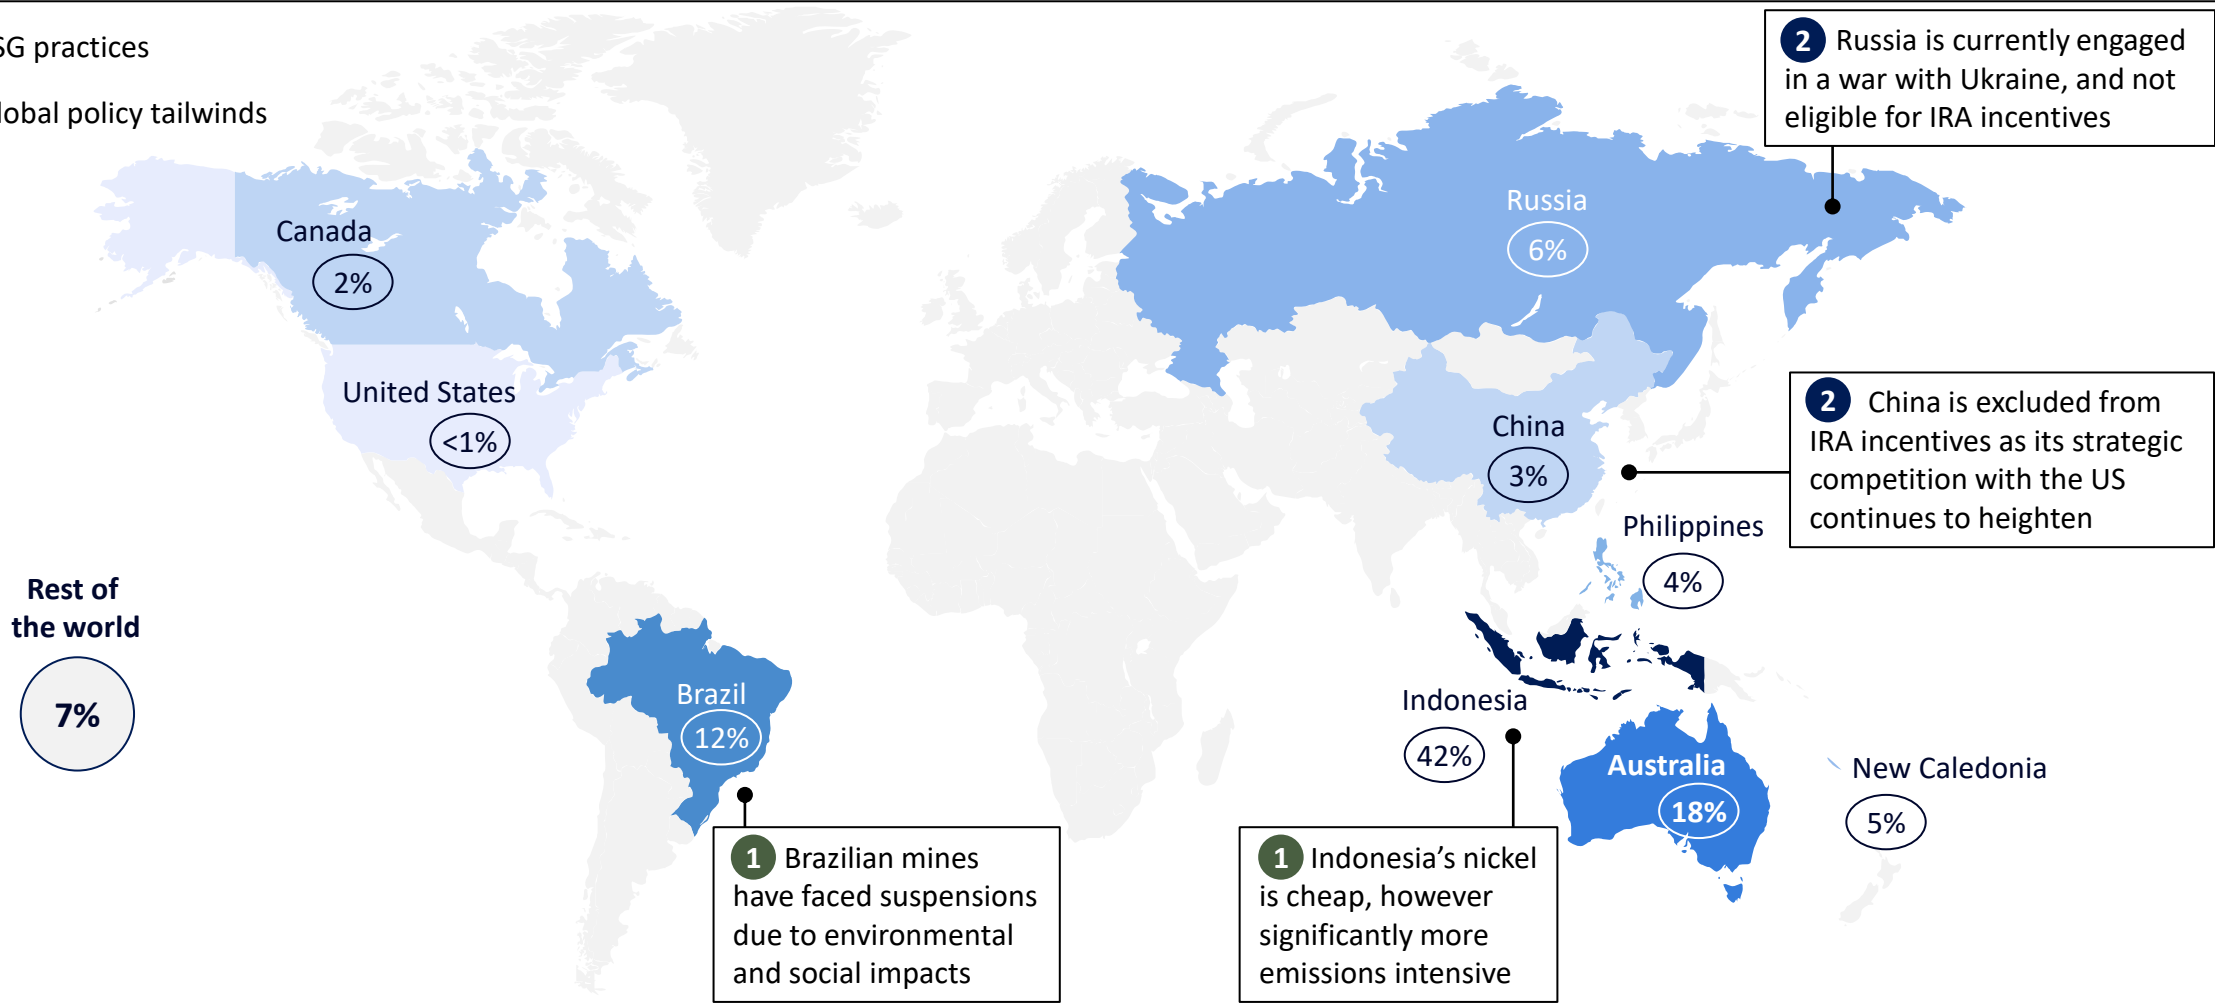 SG practices
lobal policy tailwinds
2 Russia is currently engaged
in a war with Ukraine, and not
eligible for IRA incentives
Canada
2%
Russia
6%
United States
<1%
China
3%
2 China is excluded from
IRA incentives as its strategic
competition with the US
continues to heighten
Philippines
4%
Rest of
the world
7%
Brazil
12%
Indonesia
42%
Australia
18%
New Caledonia
5%
1 Brazilian mines
have faced suspensions
due to environmental
and social impacts
1 Indonesia’s nickel
is cheap, however
significantly more
emissions intensive